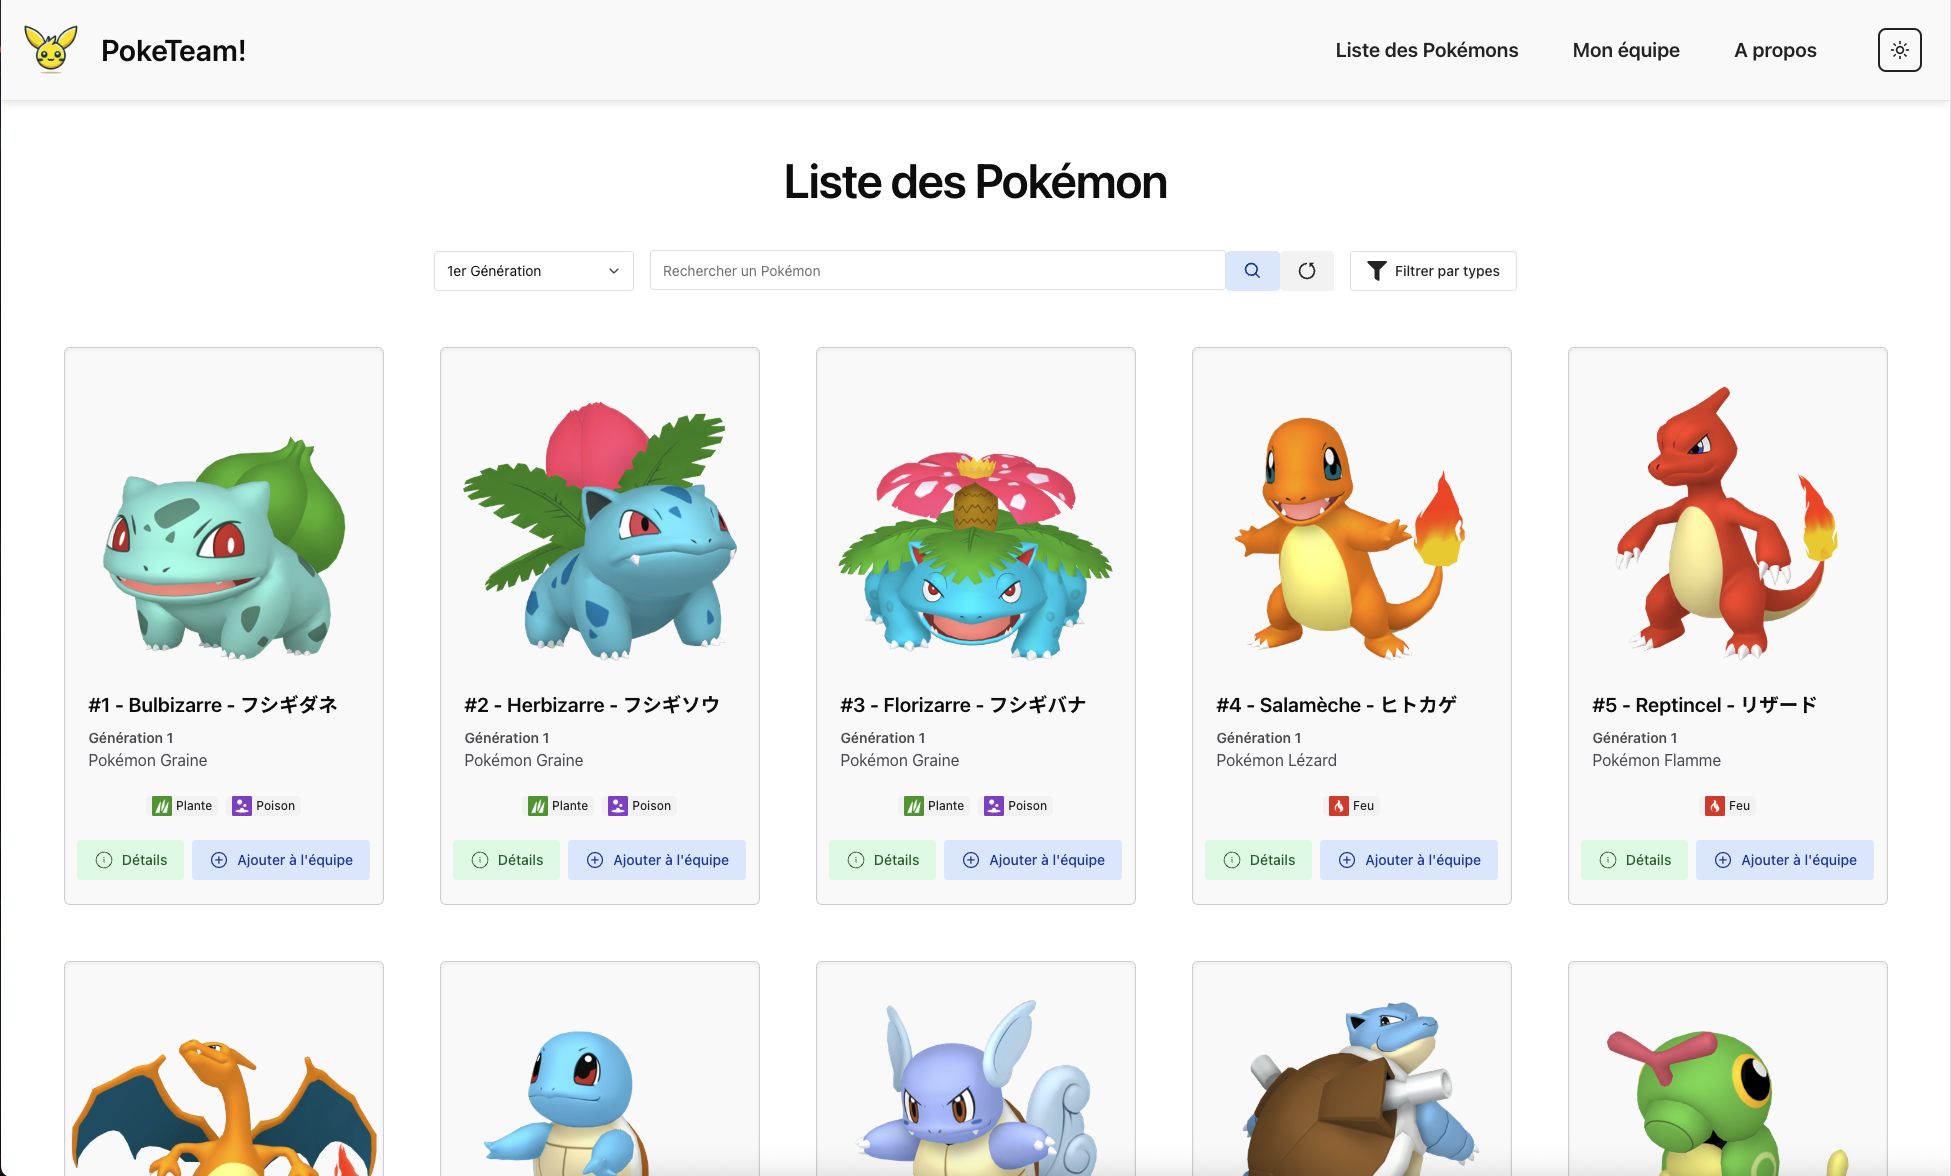 PokeTeam!
Liste des Pokémons
Mon équipe
A propos
Liste des Pokémon
1er Génération
Rechercher un Pokémon
Filtrer par types
#1 - Bulbizarre - フシギダネ
Génération 1
Pokémon Graine
Plante
Poison
Détails
Ajouter à l'équipe
#2 - Herbizarre - フシギソウ
Génération 1
Pokémon Graine
Plante
Poison
Détails
Ajouter à l'équipe
#3 - Florizarre - フシギバナ
Génération 1
Pokémon Graine
Plante
Poison
Détails
Ajouter à l'équipe
#4 - Salamèche - ヒトカゲ
Génération 1
Pokémon Lézard
Feu
Détails
Ajouter à l'équipe
#5 - Reptincel - リザード
Génération 1
Pokémon Flamme
Feu
Détails
Ajouter à l'équipe